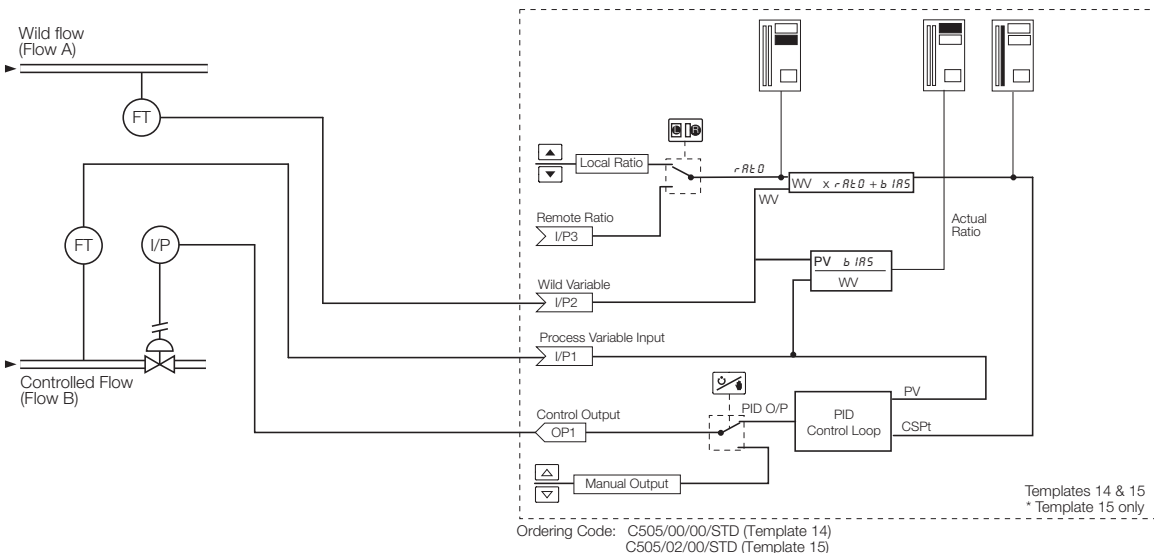 Wild flow
(Flow A)
FT
Local Ratio
rAtO
WV x rAtO + bIAS
WV
Remote Ratio
I/P3
Actual
Ratio
FT
I/P
PV bIAS
WV
Wild Variable
I/P2
Process Variable Input
I/P1
Controlled Flow
(Flow B)
PV
Control Output
OP1
PID O/P
PID
Control Loop
CSPt
Manual Output
Templates 14 & 15
* Template 15 only
Ordering Code: C505/00/00/STD (Template 14)
C505/02/00/STD (Template 15)